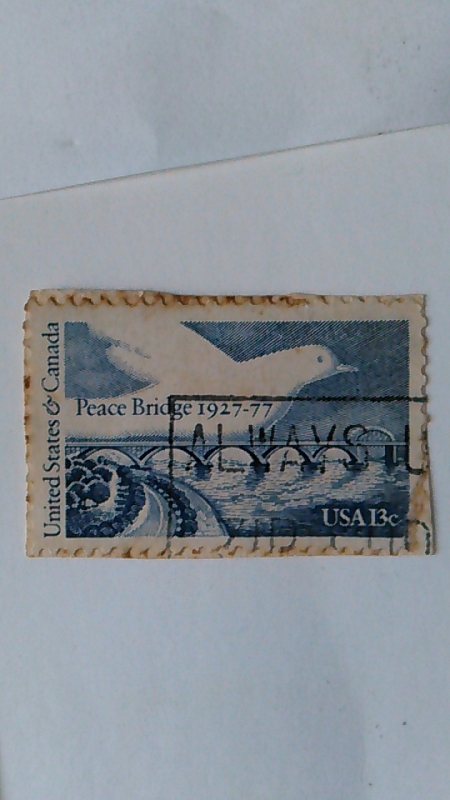 United States & Canada
Peace Bridge 1927-77
ALWAYS U
USA 13c